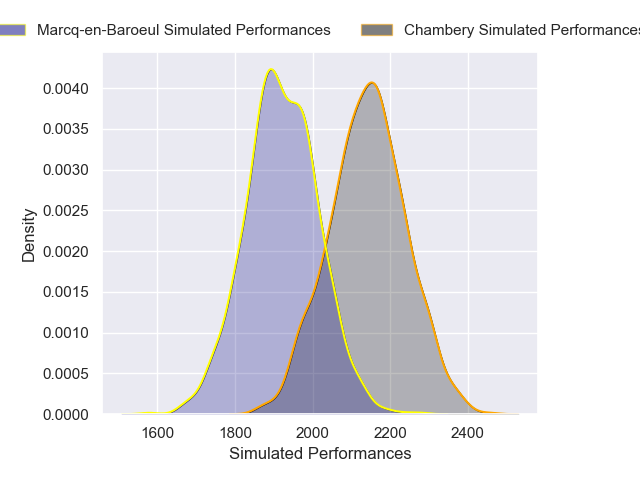 Marcq-en-Baroeul Simulated Performances
Chambery Simulated Performances
0.0040
0.0035
0.0030
0.0025
0.0020
0.0015
0.0010
0.0005
0.0000
Density
1600 1800 2000 2200 2400
Simulated Performances